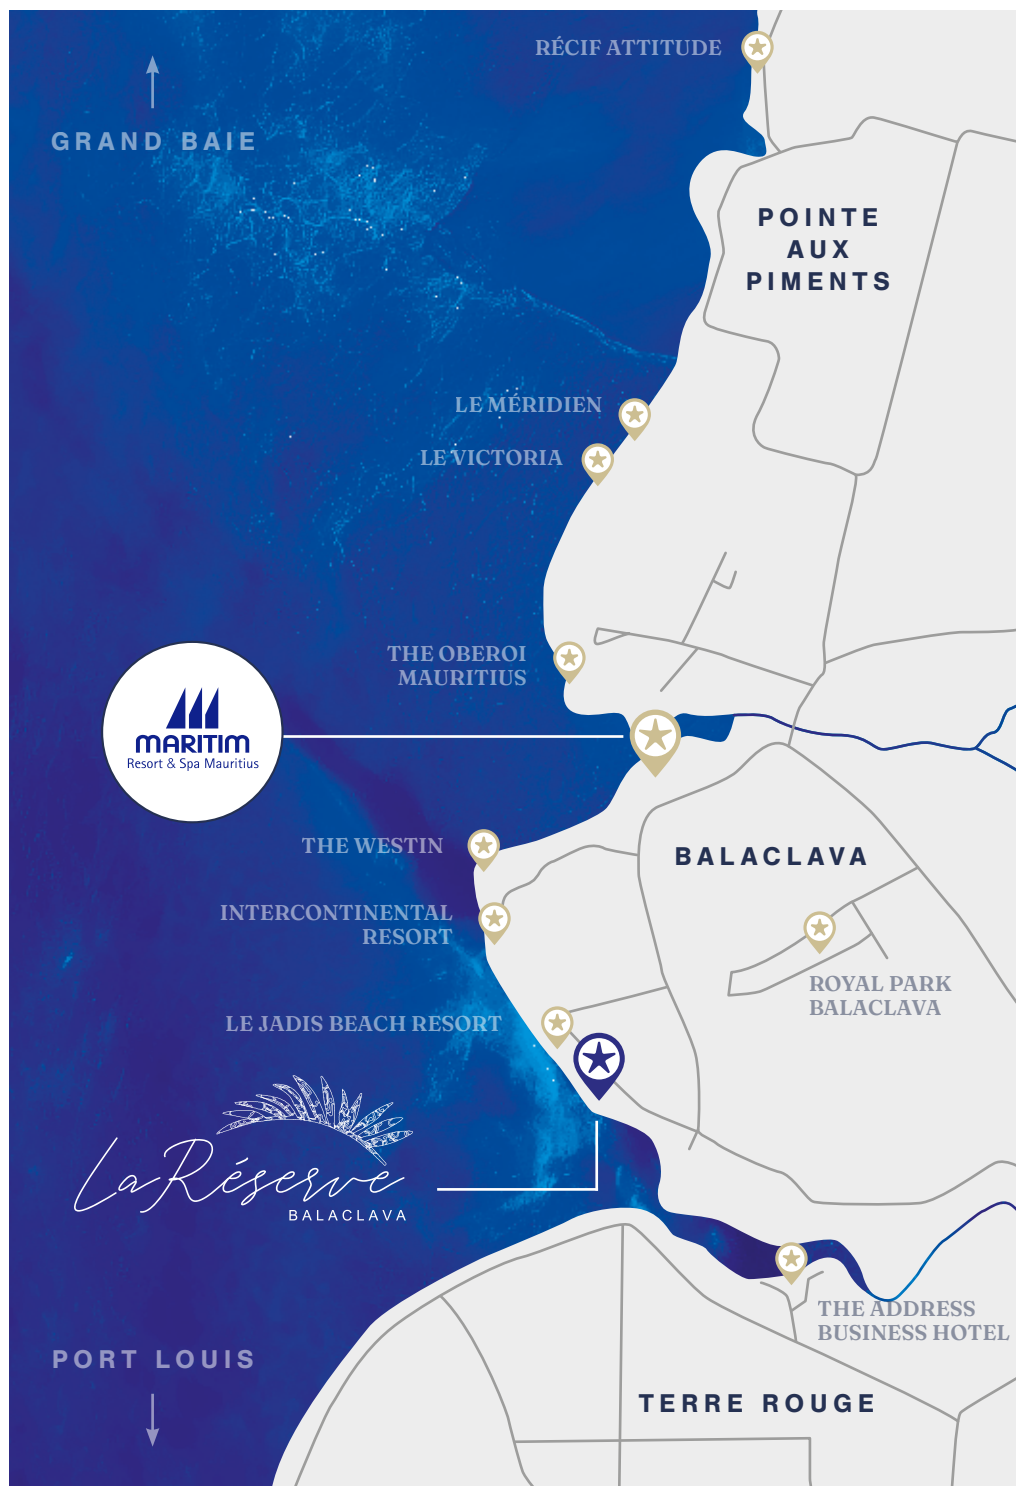 RÉCIF ATTITUDE
GRAND BAIE
POINTE
AUX
PIMENTS
LE MÉRIDIEN
LE VICTORIA
THE OBEROI
MAURITIUS
MARITIM
Resort & Spa Mauritius
THE WESTIN
BALACLAVA
INTERCONTINENTAL
RESORT
ROYAL PARK
BALACLAVA
LE JADIS BEACH RESORT
La Réserve
BALACLAVA
THE ADDRESS
BUSINESS HOTEL
PORT LOUIS
TERRE ROUGE